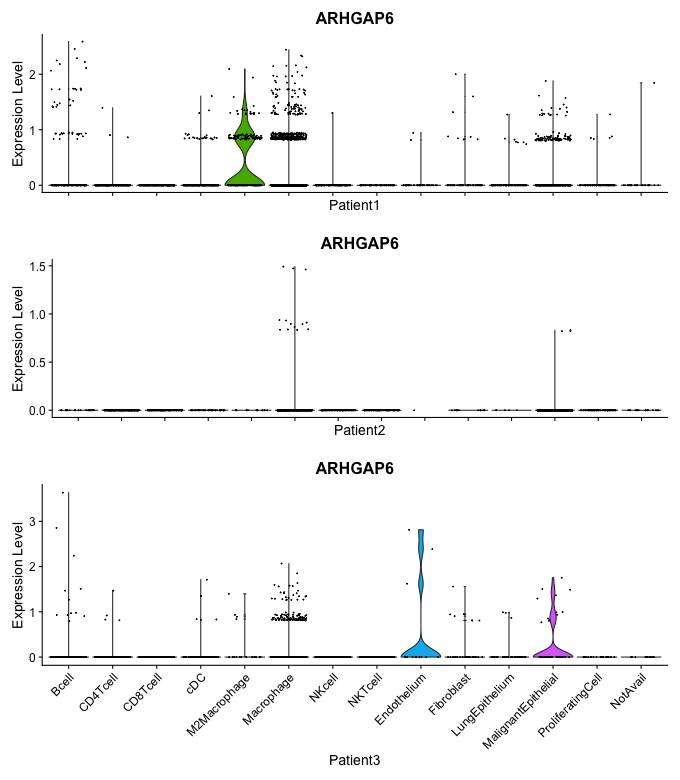 ARHGAP6
Expression Level
2
1
0
Patient1
ARHGAP6
Expression Level
1.5
1.0
0.5
0.0
Patient2
ARHGAP6
Expression Level
3
2
1
0
Bcell
CD4Tcell
CD8Tcell
cDC
M2Macrophage
Macrophage
NKcell
NKTcell
Endothelium
Fibroblast
LungEpithelium
MalignantEpithelial
ProliferatingCell
NotAvail
Patient3